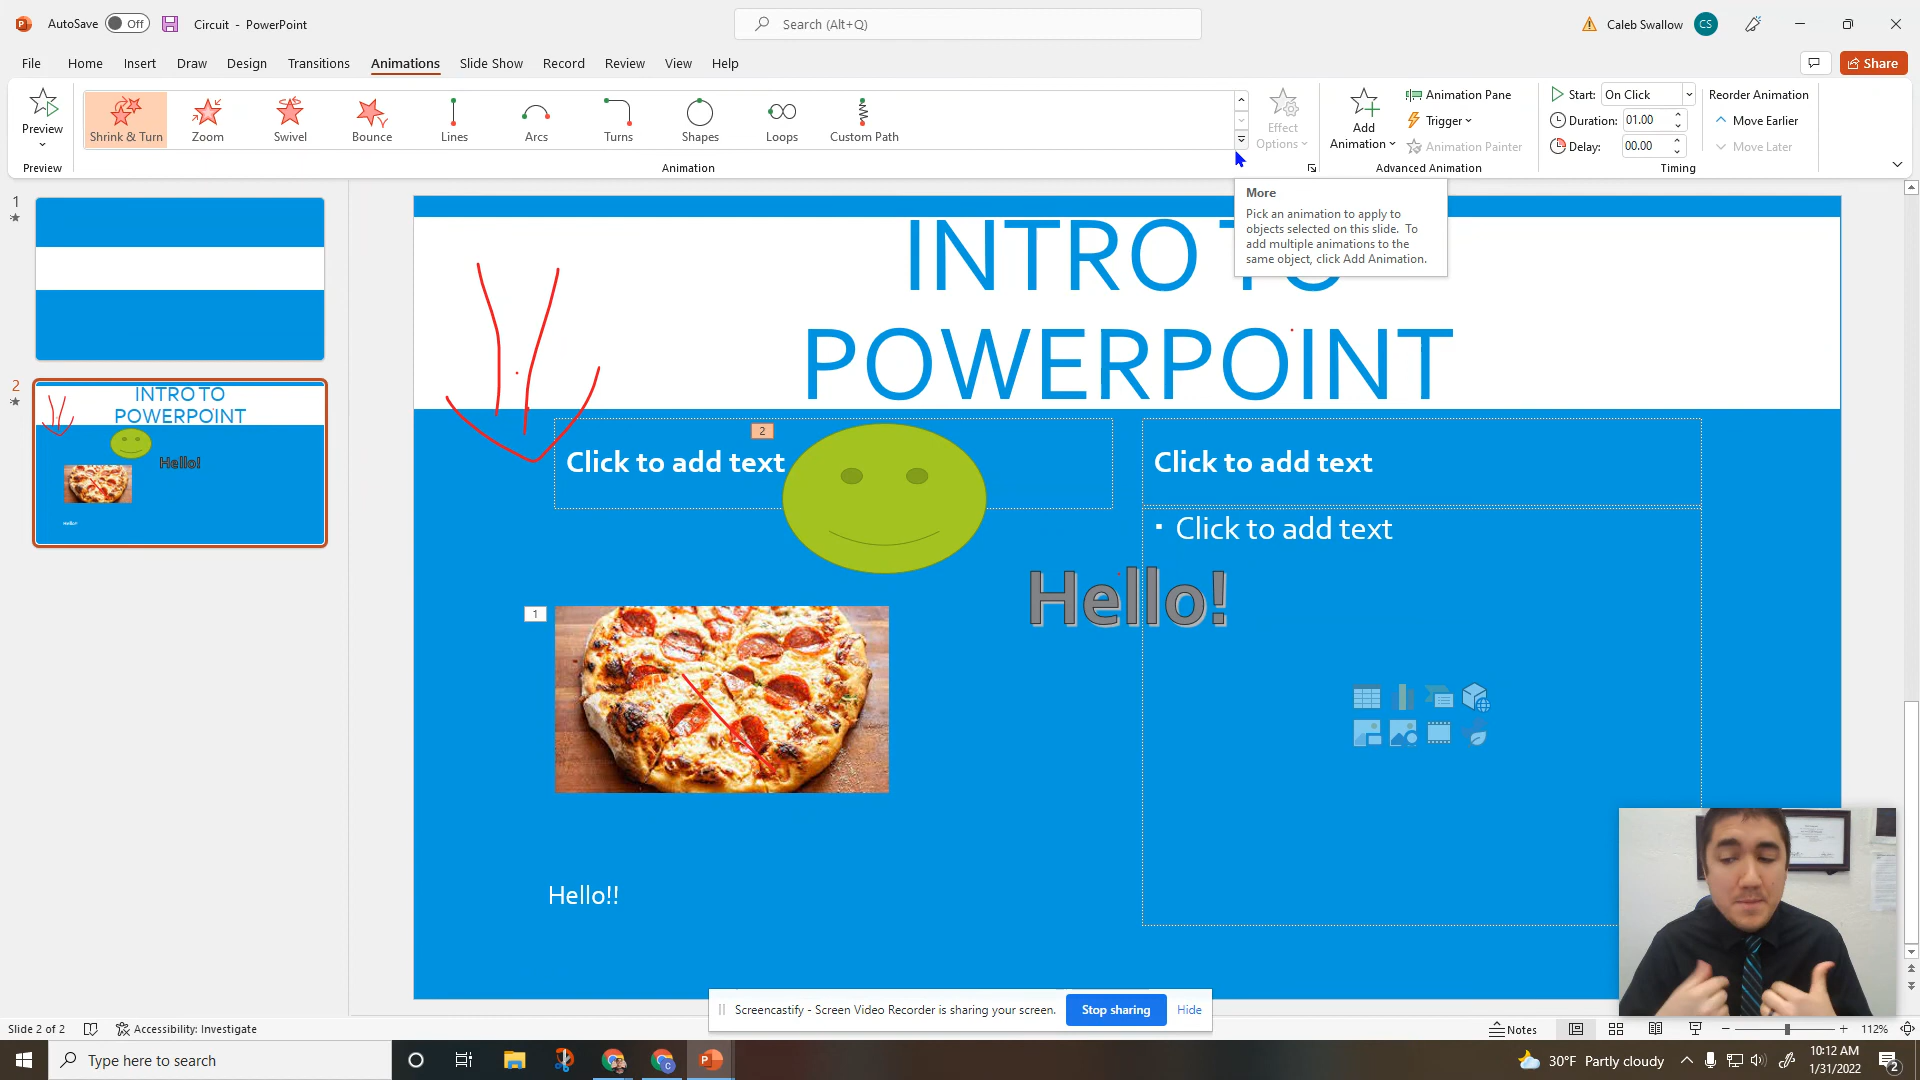 AutoSave Off Circuit - PowerPoint Search (Alt+Q) Caleb Swallow CS
File Home Insert Draw Design Transitions Animations Slide Show Record Review View Help Share
Preview
Preview
Shrink & Turn Zoom Swivel Bounce Lines Arcs Turns Shapes Loops Custom Path
Animation
Effect
Options
Add
Animation
Animation Pane
Trigger
Animation Painter
Advanced Animation
Start: On Click
Duration: 01.00
Delay: 00.00
Timing
Reorder Animation
Move Earlier
Move Later
More
Pick an animation to apply to
objects selected on this slide. To
add multiple animations to the
same object, click Add Animation.
1
2
INTRO TO
POWERPOINT
Hello!
Hello!!
INTRO TO
POWERPOINT
2
Click to add text
Click to add text
Click to add text
Hello!
1
Hello!!
Screencastify - Screen Video Recorder is sharing your screen. Stop sharing Hide
Slide 2 of 2 Accessibility: Investigate Notes 112%
Type here to search 30°F Partly cloudy 10:12 AM
1/31/2022 2